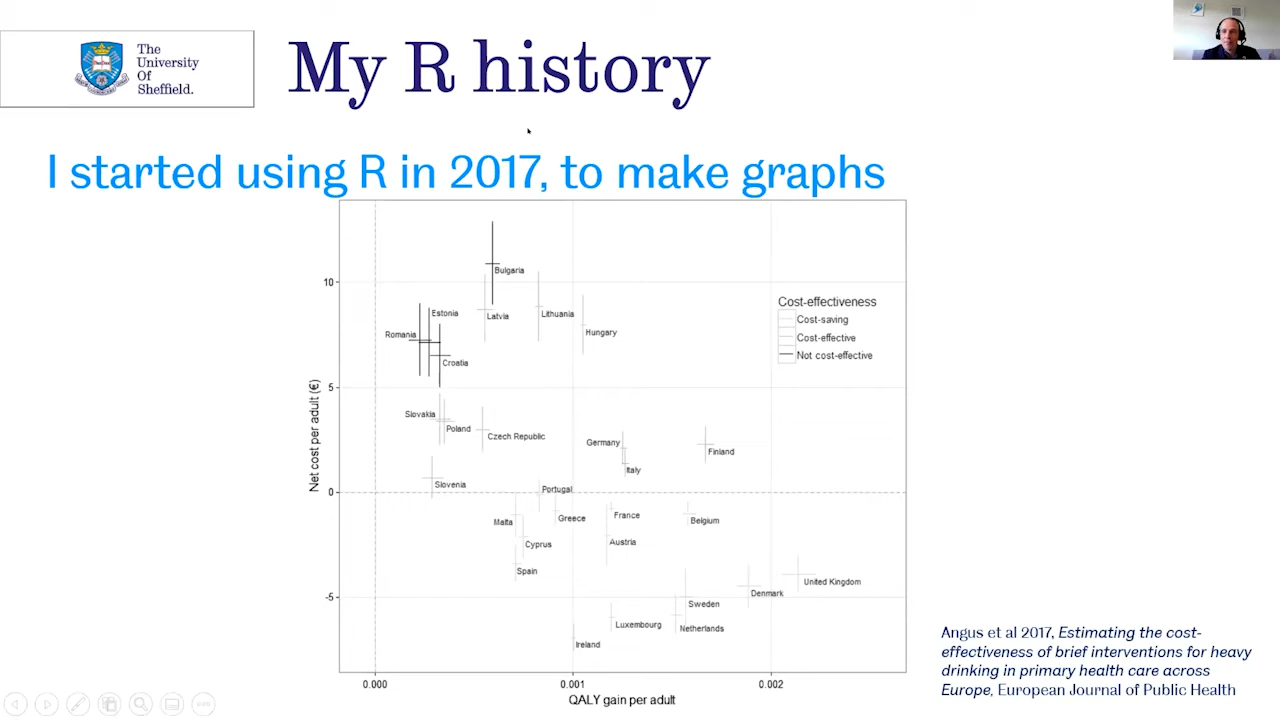 The
University
Of
Sheffield.
My R history
I started using R in 2017, to make graphs
Bulgaria
10
Cost-effectiveness
Estonia
Latvia
Lithuania
Cost-saving
Romania
Hungary
Cost-effective
Not cost-effective
Croatia
5
Net cost per adult (€)
Slovakia
Poland
Czech Republic
Germany
Finland
Italy
Slovenia
Portugal
0
Malta
Greece
France
Belgium
Cyprus
Austria
Spain
United Kingdom
Denmark
-5
Sweden
Luxembourg
Netherlands
Ireland
0.000
0.001
0.002
QALY gain per adult
Angus et al 2017, Estimating the cost-
effectiveness of brief interventions for heavy
drinking in primary health care across
Europe, European Journal of Public Health